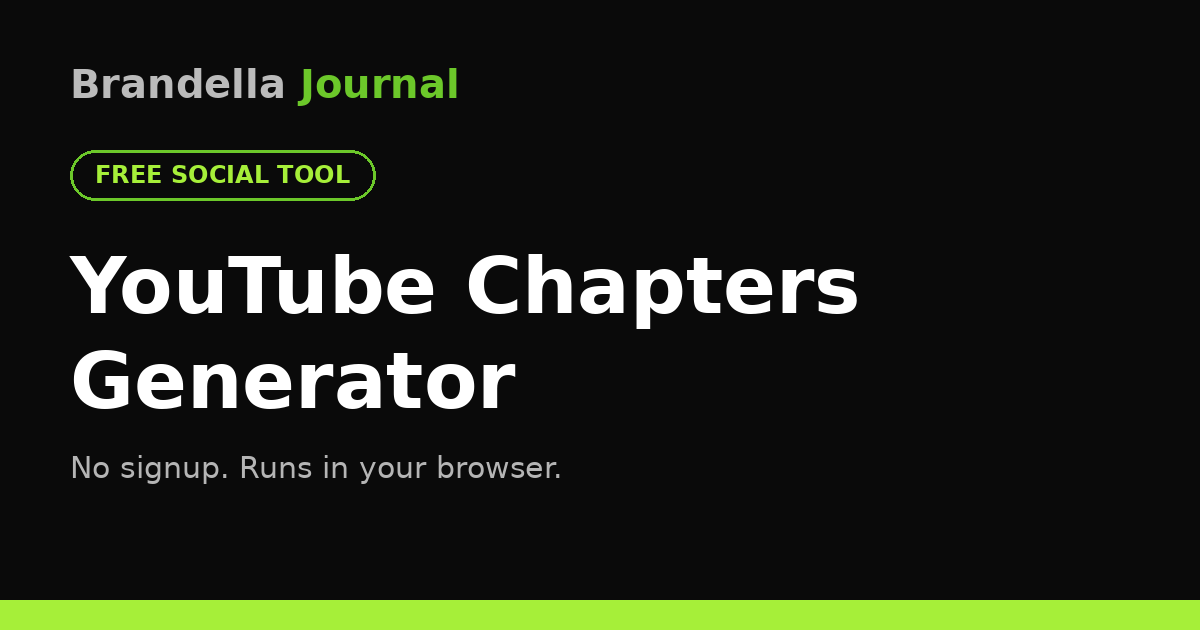 Brandella Journal
FREE SOCIAL TOOL
YouTube Chapters
Generator
No signup. Runs in your browser.